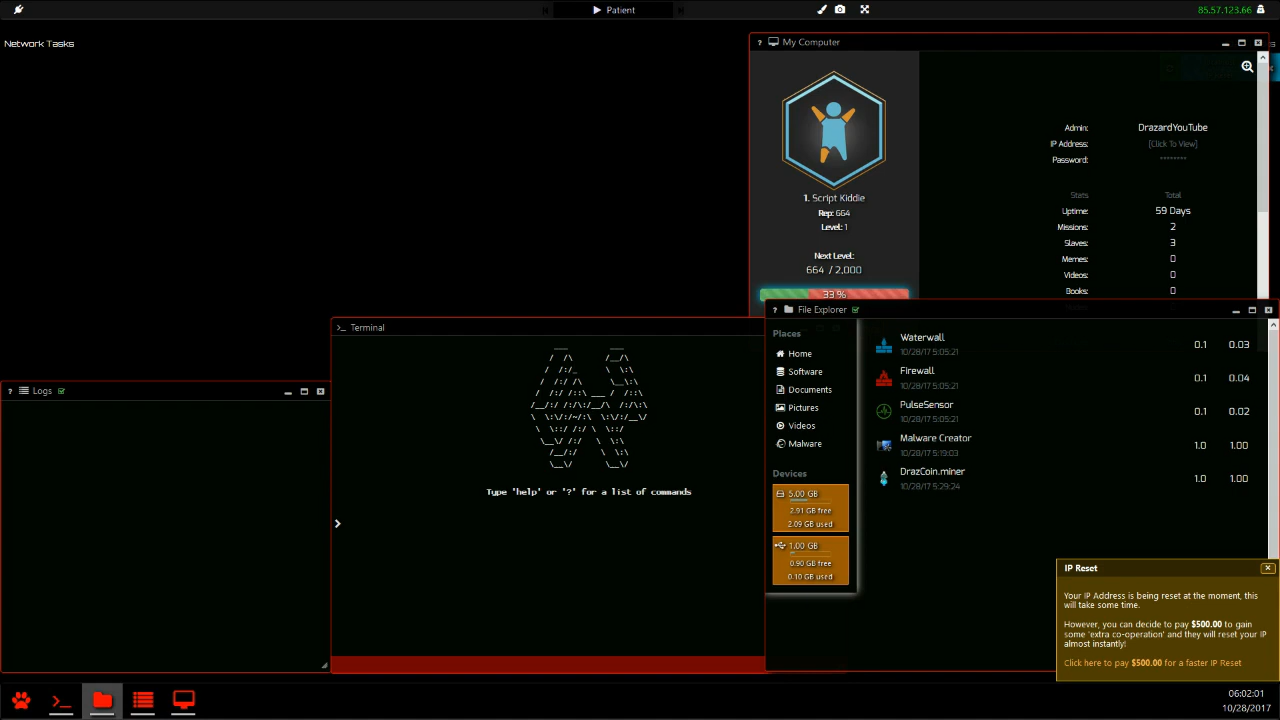 Patient
85.57.123.66
Network Tasks
? My Computer
1. Script Kiddie
Rep: 664
Level: 1
Next Level:
664 / 2,000
33 %
Admin: DrazardYouTube
IP Address: [Click To View]
Password: ********
Stats Total
Uptime: 59 Days
Missions: 2
Slaves: 3
Memes: 0
Videos: 0
Books: 0
? Logs
>_ Terminal
Type 'help' or '?' for a list of commands
>
? File Explorer
Places
Home
Software
Documents
Pictures
Videos
Malware
Devices
5.00 GB
2.91 GB free
2.09 GB used
1.00 GB
0.90 GB free
0.10 GB used
Waterwall 0.1 0.03
10/28/17 5:05:21
Firewall 0.1 0.04
10/28/17 5:05:21
PulseSensor 0.1 0.02
10/28/17 5:05:21
Malware Creator 1.0 1.00
10/28/17 5:19:03
DrazCoin.miner 1.0 1.00
10/28/17 5:29:24
IP Reset
Your IP Address is being reset at the moment, this
will take some time.
However, you can decide to pay $500.00 to gain
some 'extra co-operation' and they will reset your IP
almost instantly!
Click here to pay $500.00 for a faster IP Reset
06:02:01
10/28/2017